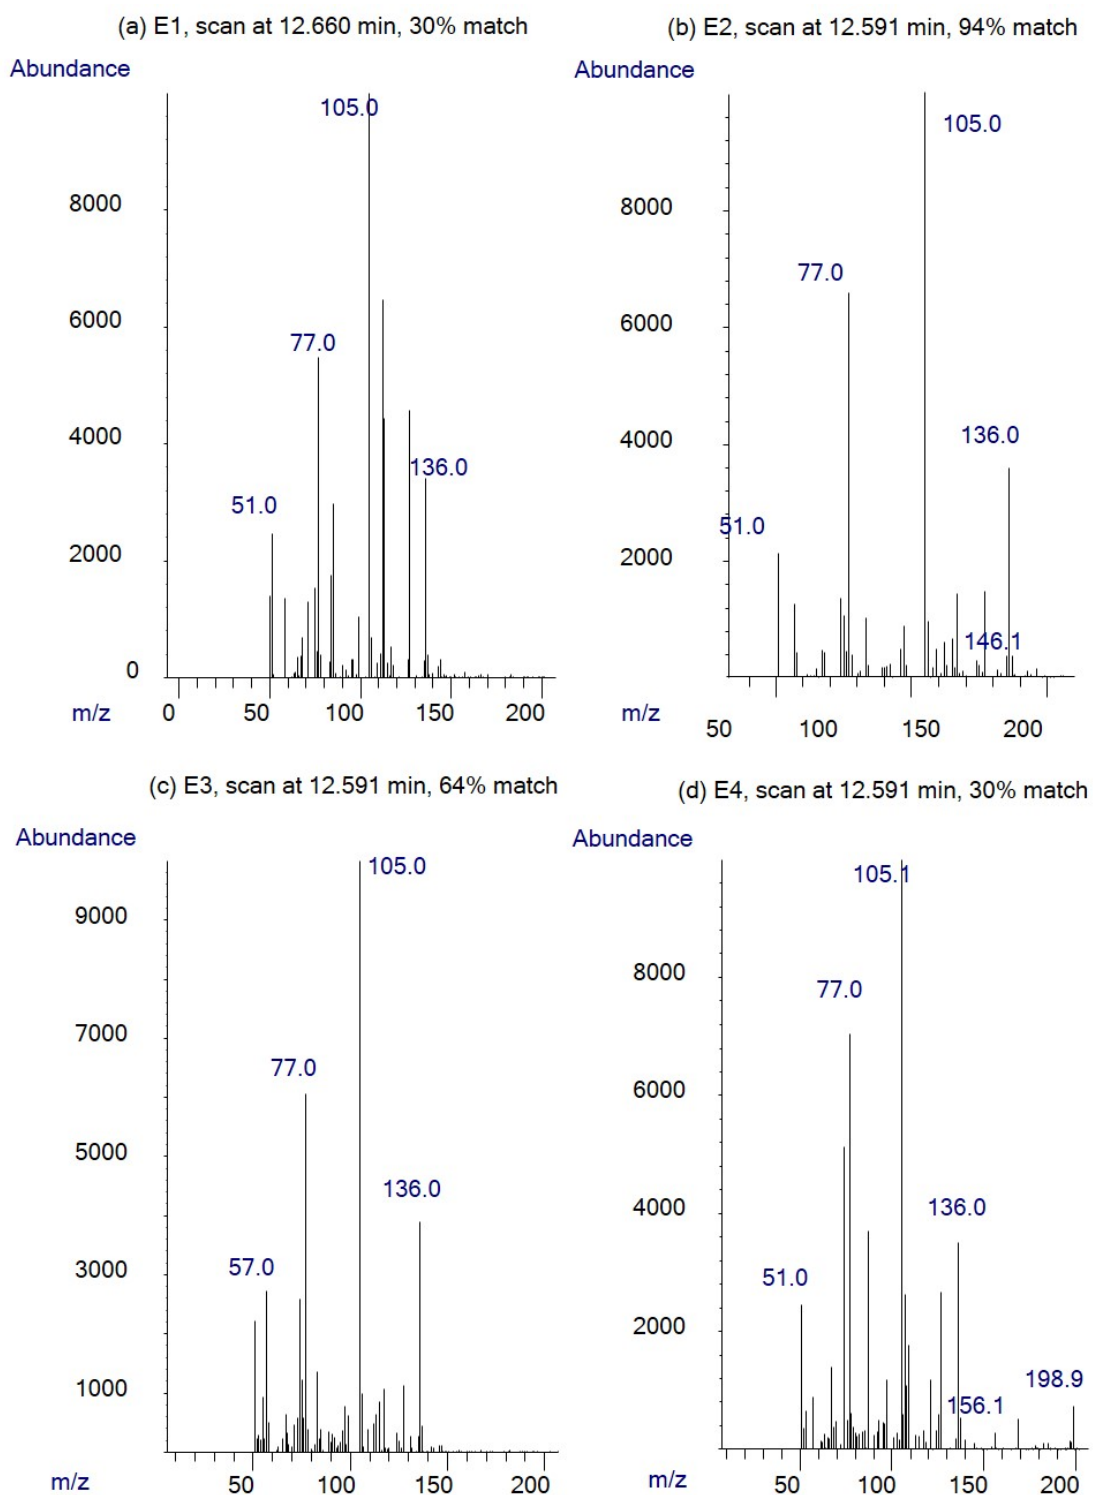 (a) E1, scan at 12.660 min, 30% match
Abundance
105.0
8000
6000
77.0
4000
136.0
51.0
2000
0
m/z
0 50 100 150 200
(b) E2, scan at 12.591 min, 94% match
Abundance
105.0
8000
77.0
6000
4000
136.0
51.0
2000
146.1
m/z
50 100 150 200
(c) E3, scan at 12.591 min, 64% match
Abundance
105.0
9000
7000
77.0
5000
136.0
57.0
3000
1000
m/z
50 100 150 200
(d) E4, scan at 12.591 min, 30% match
Abundance
105.1
8000
77.0
6000
4000
136.0
51.0
2000
198.9
156.1
m/z
50 100 150 200